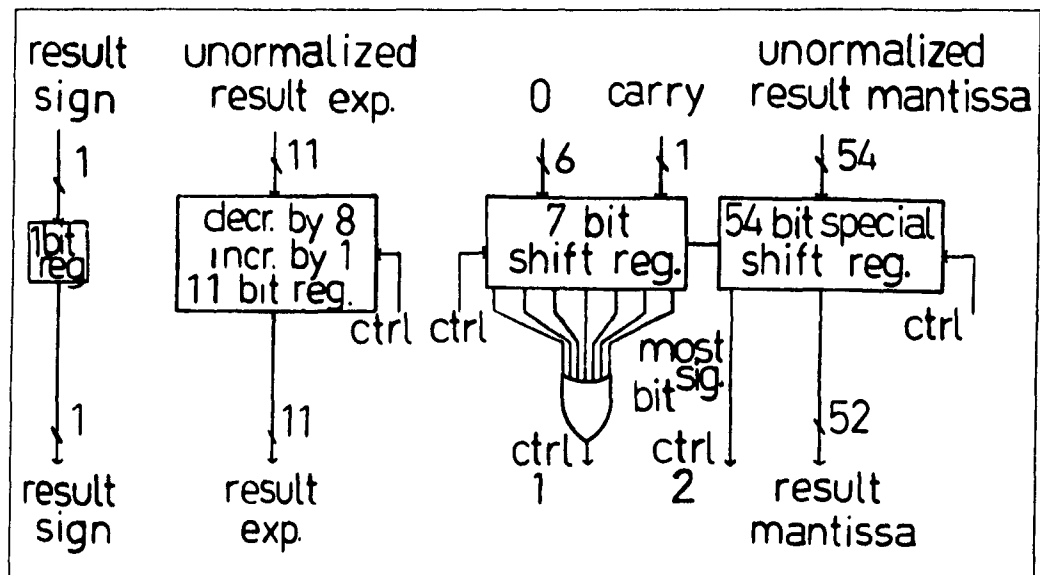 result
sign
unormalized
result exp.
0
carry
unormalized
result mantissa
1
11
6
1
54
1bit
reg
decr. by 8
incr. by 1
11 bit reg.
7 bit
shift reg.
54 bit special
shift reg.
ctrl
ctrl
ctrl
most
sig.
bit
1
11
52
ctrl
1
ctrl
2
result
sign
result
exp.
result
mantissa